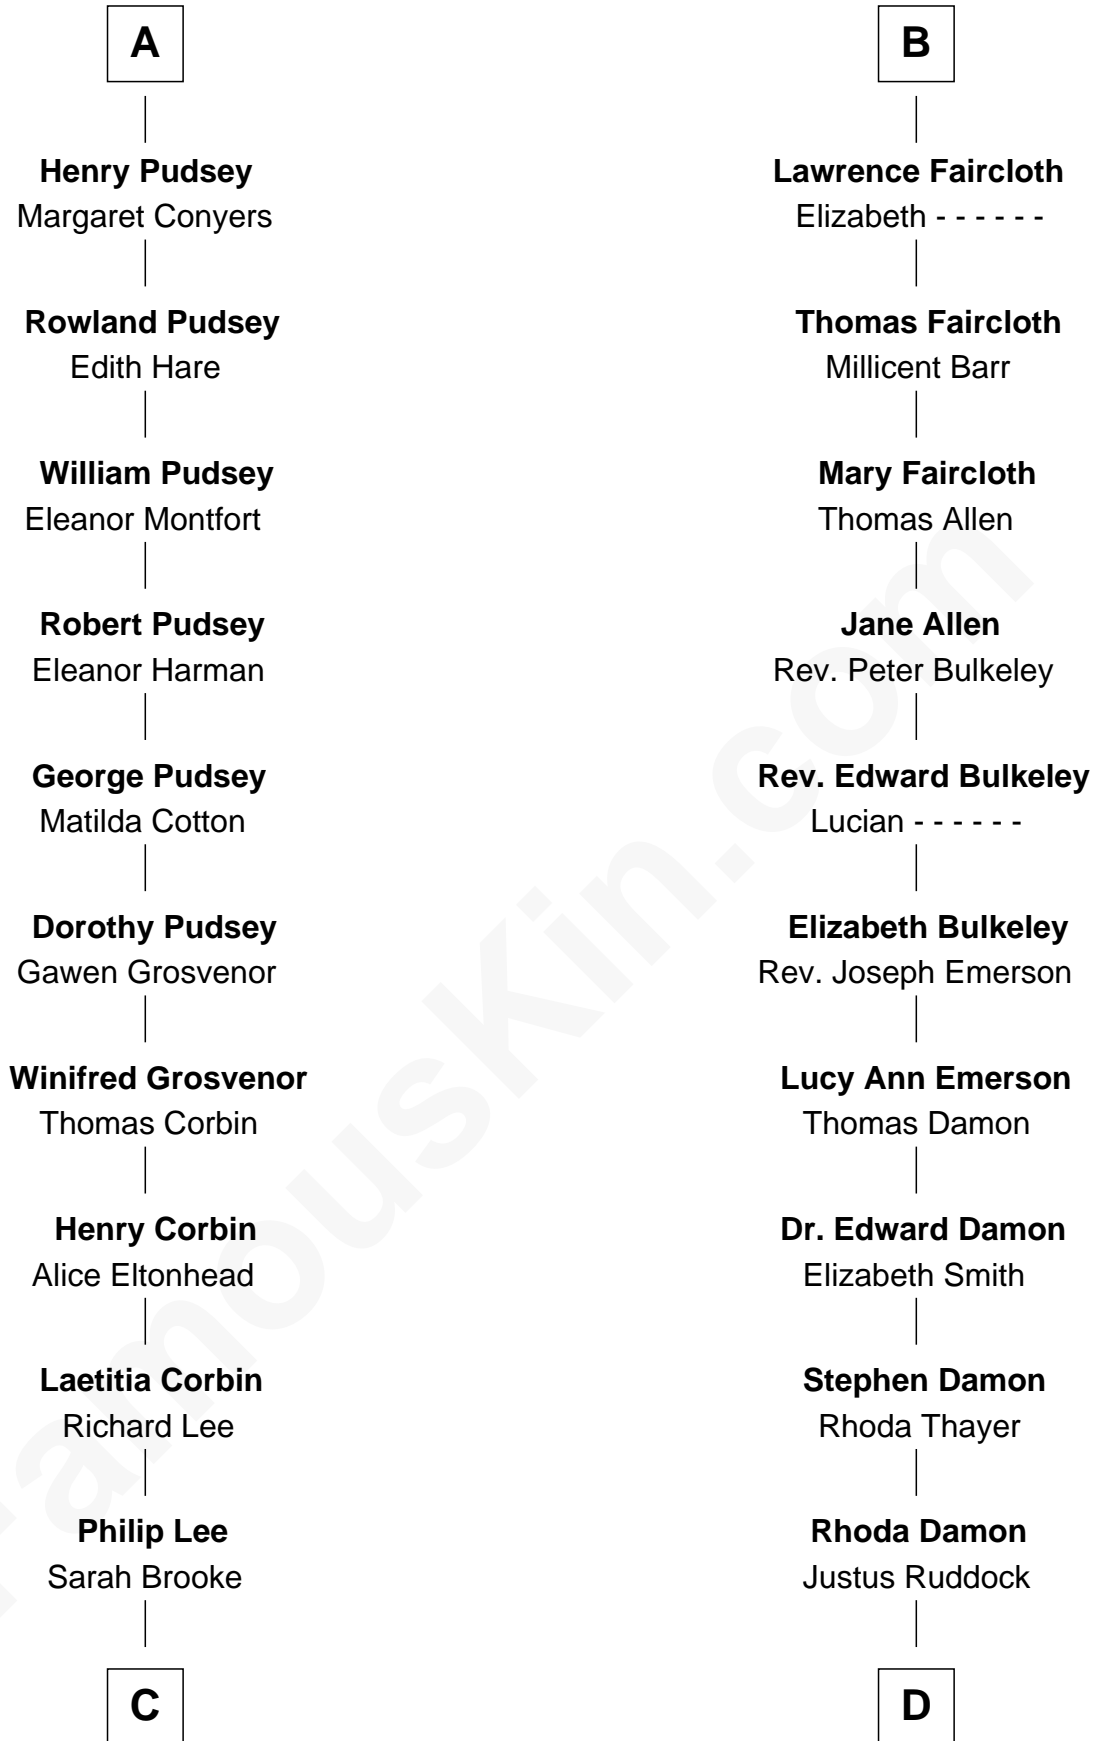 A
Henry Pudsey
Margaret Conyers
Rowland Pudsey
Edith Hare
William Pudsey
Eleanor Montfort
Robert Pudsey
Eleanor Harman
George Pudsey
Matilda Cotton
Dorothy Pudsey
Gawen Grosvenor
Winifred Grosvenor
Thomas Corbin
Henry Corbin
Alice Eltonhead
Laetitia Corbin
Richard Lee
Philip Lee
Sarah Brooke
C
B
Lawrence Faircloth
Elizabeth - - - - - -
Thomas Faircloth
Millicent Barr
Mary Faircloth
Thomas Allen
Jane Allen
Rev. Peter Bulkeley
Rev. Edward Bulkeley
Lucian - - - - - -
Elizabeth Bulkeley
Rev. Joseph Emerson
Lucy Ann Emerson
Thomas Damon
Dr. Edward Damon
Elizabeth Smith
Stephen Damon
Rhoda Thayer
Rhoda Damon
Justus Ruddock
D
FamousKin.com